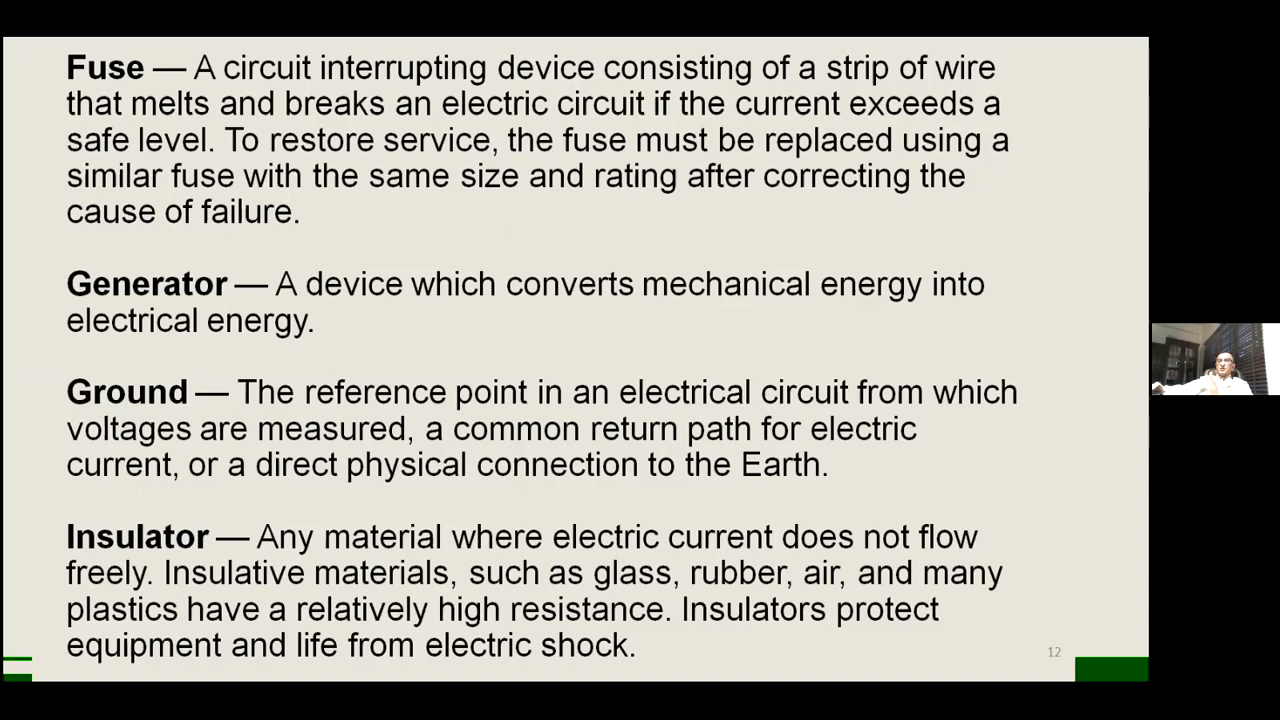 Fuse — A circuit interrupting device consisting of a strip of wire
that melts and breaks an electric circuit if the current exceeds a
safe level. To restore service, the fuse must be replaced using a
similar fuse with the same size and rating after correcting the
cause of failure.
Generator — A device which converts mechanical energy into
electrical energy.
Ground — The reference point in an electrical circuit from which
voltages are measured, a common return path for electric
current, or a direct physical connection to the Earth.
Insulator — Any material where electric current does not flow
freely. Insulative materials, such as glass, rubber, air, and many
plastics have a relatively high resistance. Insulators protect
equipment and life from electric shock.
12